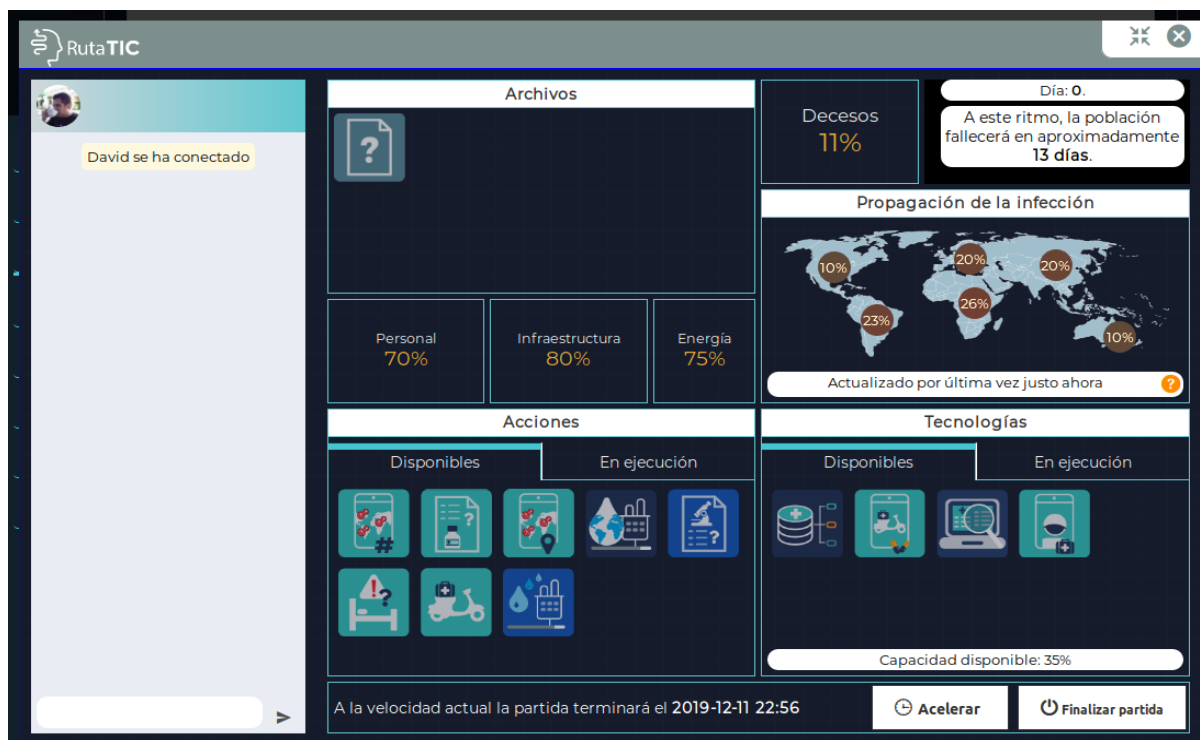 RutaTIC
David se ha conectado
Archivos
?
Decesos
11%
Día: 0.
A este ritmo, la población
fallecerá en aproximadamente
13 días.
Propagación de la infección
10%
20%
20%
26%
23%
10%
Actualizado por última vez justo ahora
?
Personal
70%
Infraestructura
80%
Energía
75%
Acciones
Disponibles
En ejecución
#
?
?
?
Tecnologías
Disponibles
En ejecución
Capacidad disponible: 35%
A la velocidad actual la partida terminará el 2019-12-11 22:56
Acelerar
Finalizar partida